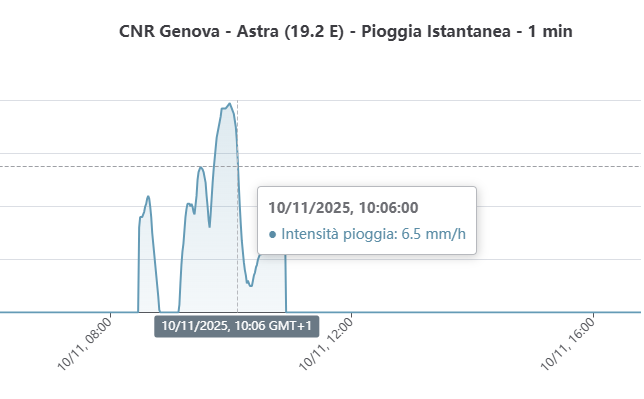 CNR Genova - Astra (19.2 E) - Pioggia Istantanea - 1 min
10/11/2025, 10:06:00
● Intensità pioggia: 6.5 mm/h
10/11/2025, 10:06 GMT+1
10/11, 08:00
10/11, 12:00
10/11, 16:00